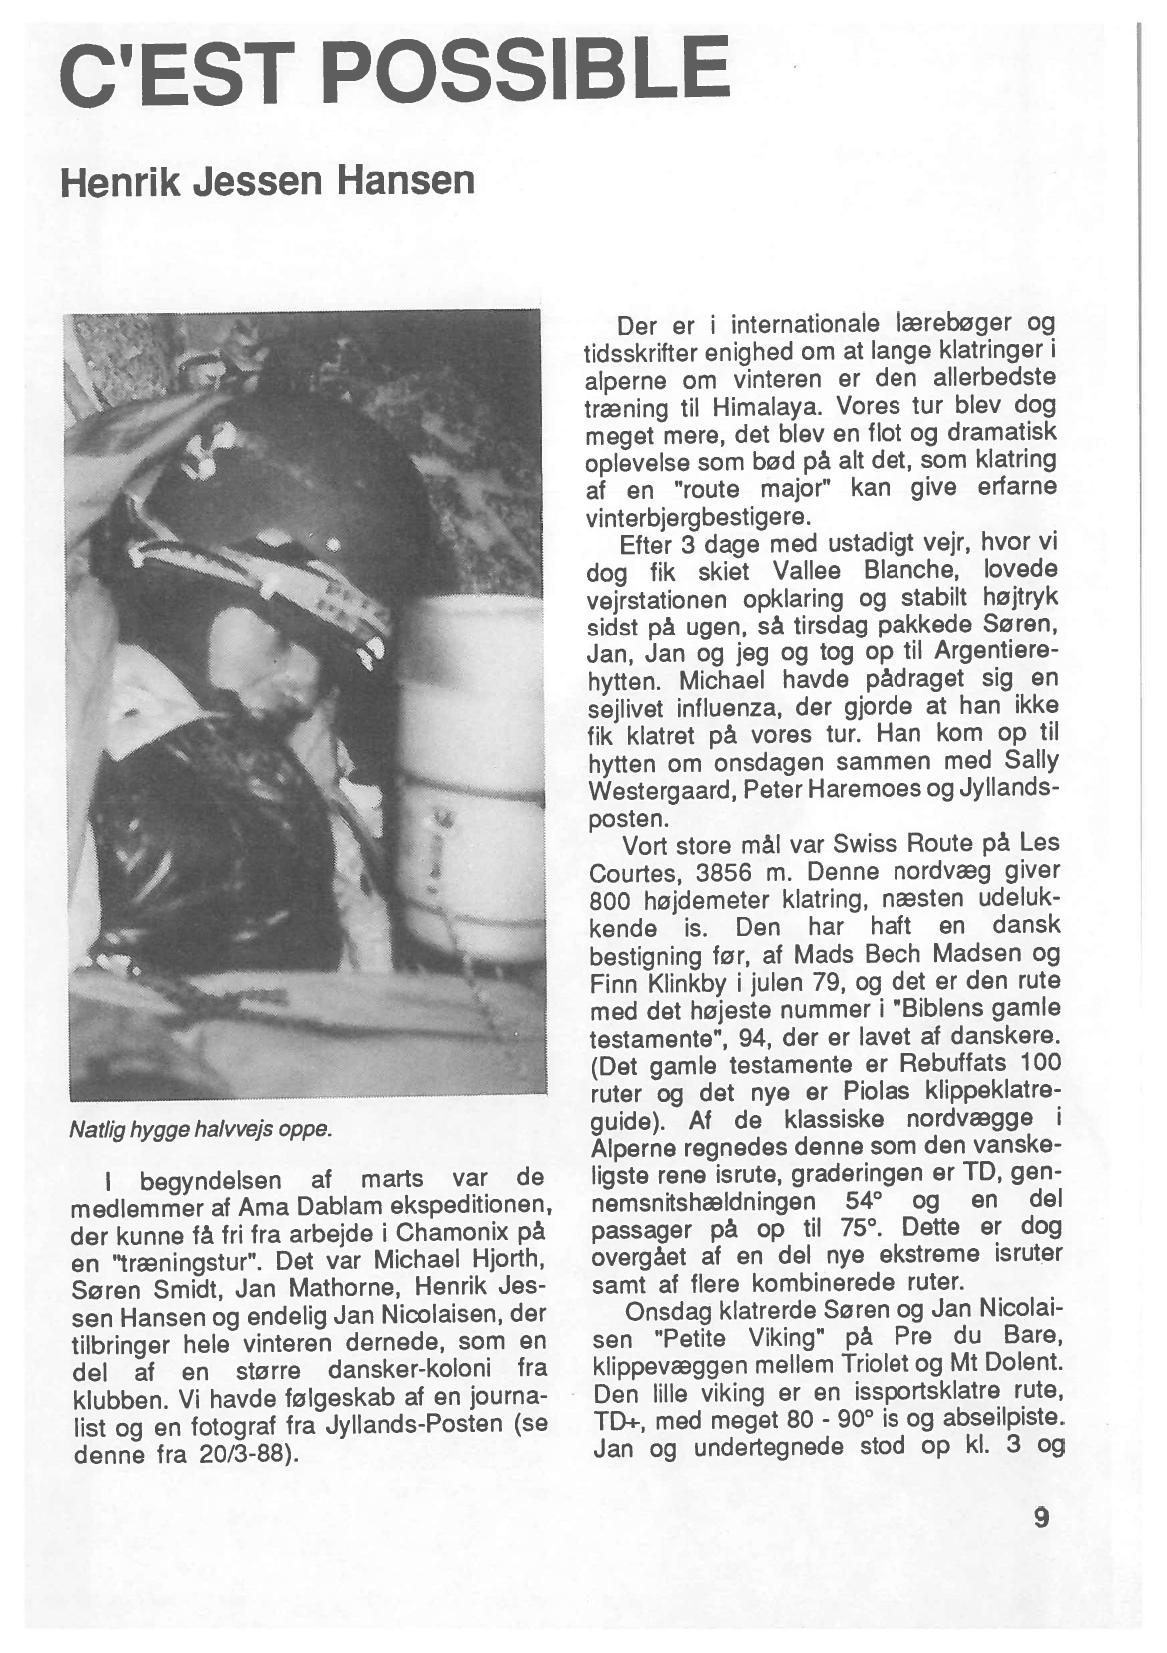 C'EST POSSIBLE
Henrik Jessen Hansen
Natlig hygge halvvejs oppe.
I begyndelsen af marts var de
medlemmer af Ama Dablam ekspeditionen,
der kunne få fri fra arbejde i Chamonix på
en "træningstur". Det var Michael Hjorth,
Søren Smidt, Jan Mathorne, Henrik Jes-
sen Hansen og endelig Jan Nicolaisen, der
tilbringer hele vinteren dernede, som en
del af en større dansker-koloni fra
klubben. Vi havde følgeskab af en journa-
list og en fotograf fra Jyllands-Posten (se
denne fra 20/3-88).
Der er i internationale lærebøger og
tidsskrifter enighed om at lange klatringer i
alperne om vinteren er den allerbedste
træning til Himalaya. Vores tur blev dog
meget mere, det blev en flot og dramatisk
oplevelse som bød på alt det, som klatring
af en "route major" kan give erfarne
vinterbjergbestigere.
Efter 3 dage med ustadigt vejr, hvor vi
dog fik skiet Vallee Blanche, lovede
vejrstationen opklaring og stabilt højtryk
sidst på ugen, så tirsdag pakkede Søren,
Jan, Jan og jeg og tog op til Argentiere-
hytten. Michael havde pådraget sig en
sejlivet influenza, der gjorde at han ikke
fik klatret på vores tur. Han kom op til
hytten om onsdagen sammen med Sally
Westergaard, Peter Haremoes og Jyllands-
posten.
Vort store mål var Swiss Route på Les
Courtes, 3856 m. Denne nordvæg giver
800 højdemeter klatring, næsten udeluk-
kende is. Den har haft en dansk
bestigning før, af Mads Bech Madsen og
Finn Klinkby i julen 79, og det er den rute
med det højeste nummer i "Biblens gamle
testamente", 94, der er lavet af danskere.
(Det gamle testamente er Rebuffats 100
ruter og det nye er Piolas klippeklatre-
guide). Af de klassiske nordvægge i
Alperne regnedes denne som den vanske-
ligste rene isrute, graderingen er TD, gen-
nemsnitshældningen 54° og en del
passager på op til 75°. Dette er dog
overgået af en del nye ekstreme isruter
samt af flere kombinerede ruter.
Onsdag klatrerde Søren og Jan Nicolai-
sen "Petite Viking" på Pre du Bare,
klippevæggen mellem Triolet og Mt Dolent.
Den lille viking er en issportsklatre rute,
TD+, med meget 80 - 90° is og abseilpiste.
Jan og undertegnede stod op kl. 3 og
9